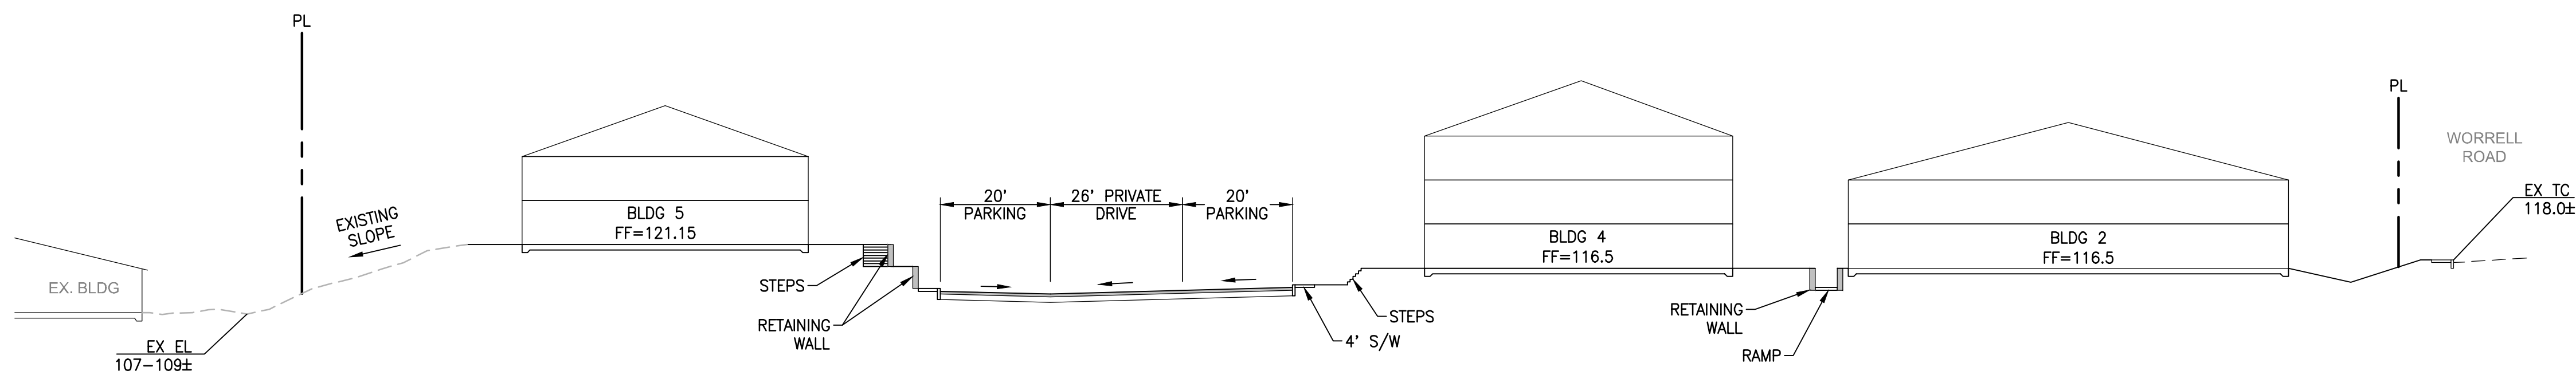 PL
EX. BLDG
EX EL
107-109±
EXISTING
SLOPE
BLDG 5
FF=121.15
STEPS
RETAINING
WALL
20'
PARKING
26' PRIVATE
DRIVE
20'
PARKING
4' S/W
STEPS
BLDG 4
FF=116.5
RETAINING
WALL
RAMP
BLDG 2
FF=116.5
PL
WORRELL
ROAD
EX TC
118.0±